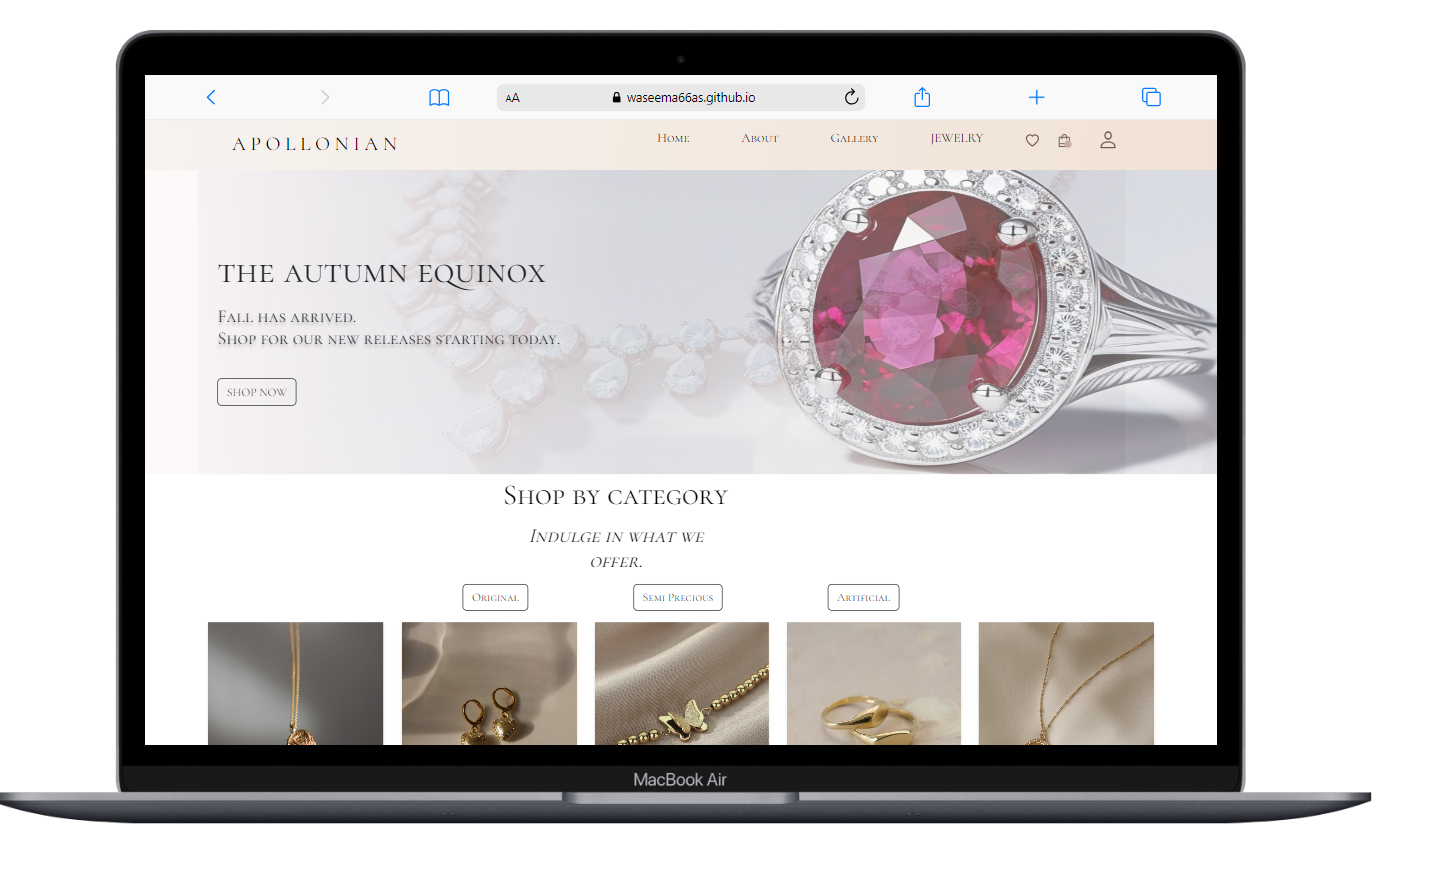 AA waseema66as.github.io
APOLLONIAN Home About Gallery JEWELRY
THE AUTUMN EQUINOX
Fall has arrived.
Shop for our new releases starting today.
SHOP NOW
Shop by category
Indulge in what we
offer.
Original Semi Precious Artificial
MacBook Air